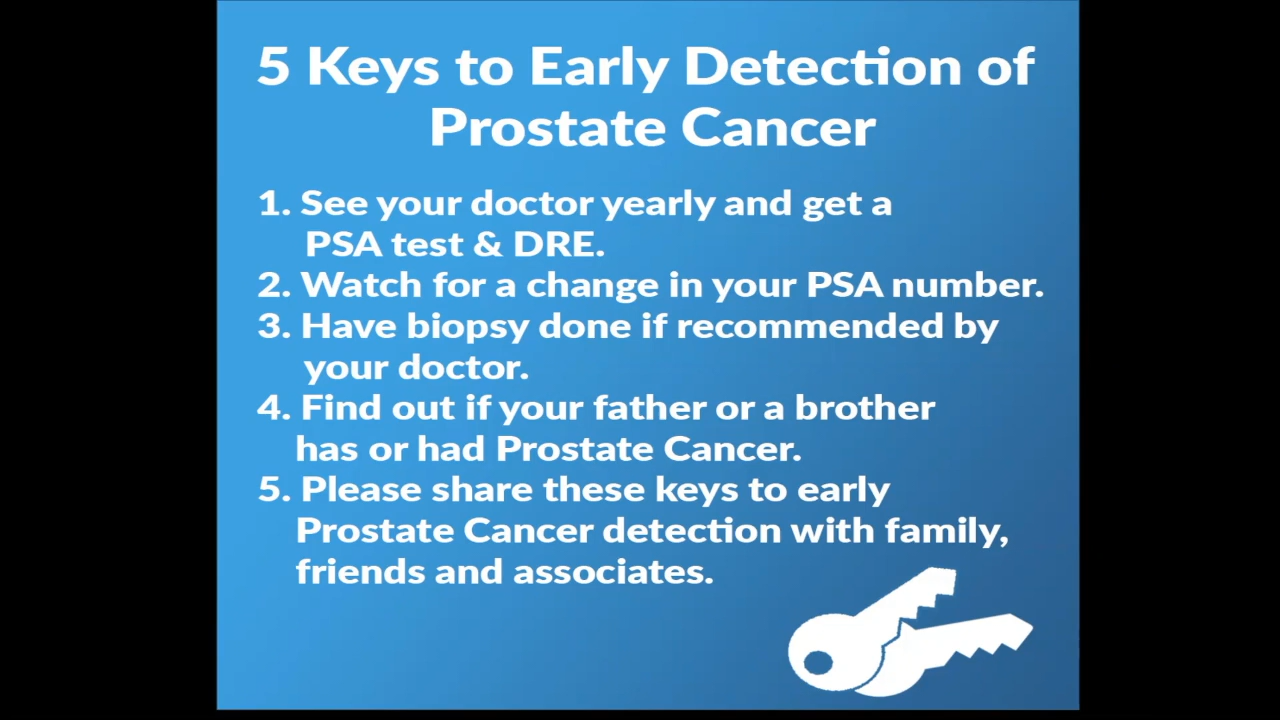 5 Keys to Early Detection of
Prostate Cancer
1. See your doctor yearly and get a
PSA test & DRE.
2. Watch for a change in your PSA number.
3. Have biopsy done if recommended by
your doctor.
4. Find out if your father or a brother
has or had Prostate Cancer.
5. Please share these keys to early
Prostate Cancer detection with family,
friends and associates.